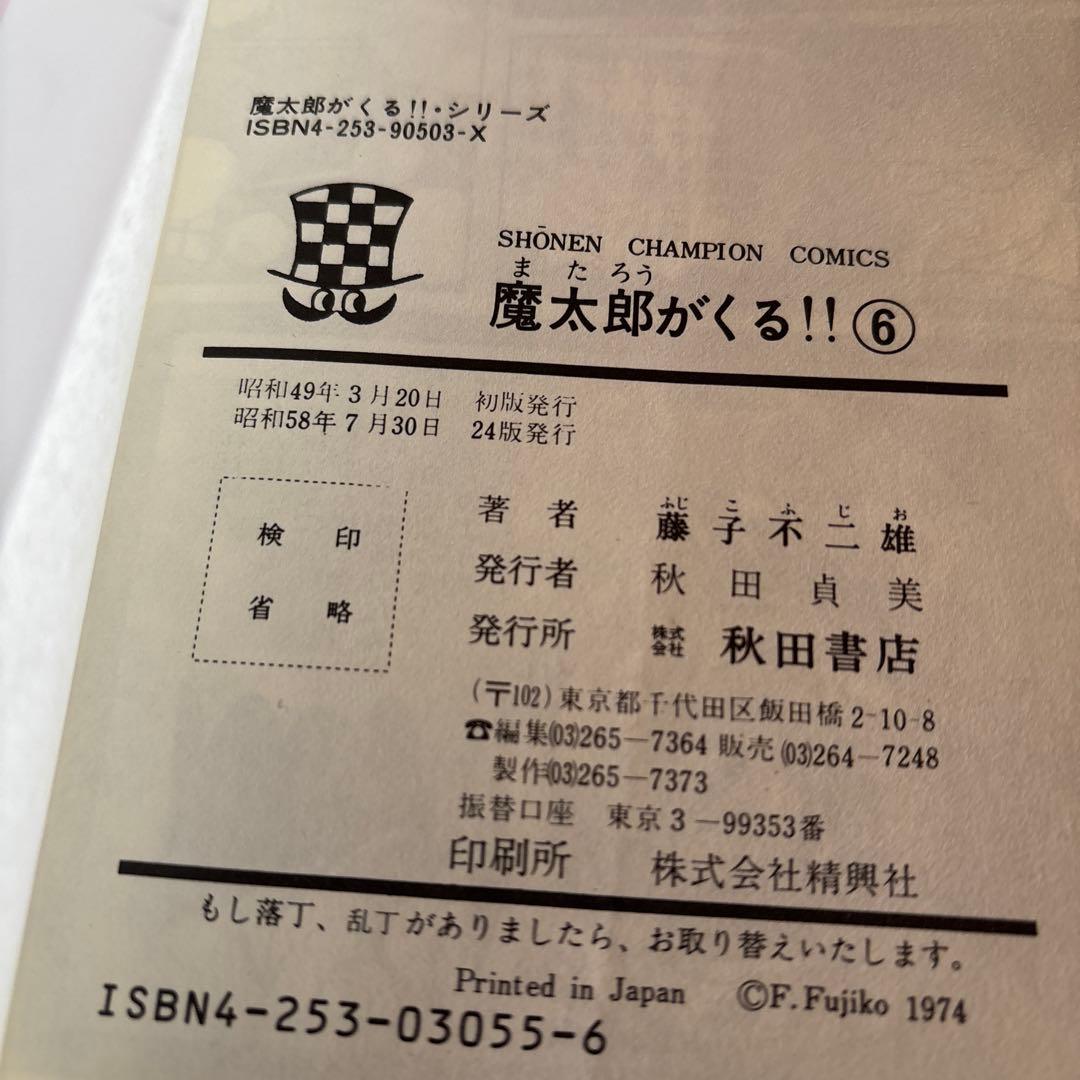 魔太郎がくる!!・シリーズ
ISBN4-253-90503-X
SHŌNEN CHAMPION COMICS
またろう
魔太郎がくる!!⑥
昭和49年3月20日 初版発行
昭和58年7月30日 24版発行
検印
省略
ふじこふじお
著者 藤子不二雄
発行者 秋田貞美
発行所 株式会社 秋田書店
(〒102)東京都千代田区飯田橋2-10-8
☎編集(03)265―7364 販売(03)264―7248
製作(03)265―7373
振替口座 東京3―99353番
印刷所 株式会社精興社
もし落丁、乱丁がありましたら、お取り替えいたします。
Printed in Japan ©F.Fujiko 1974
ISBN4-253-03055-6